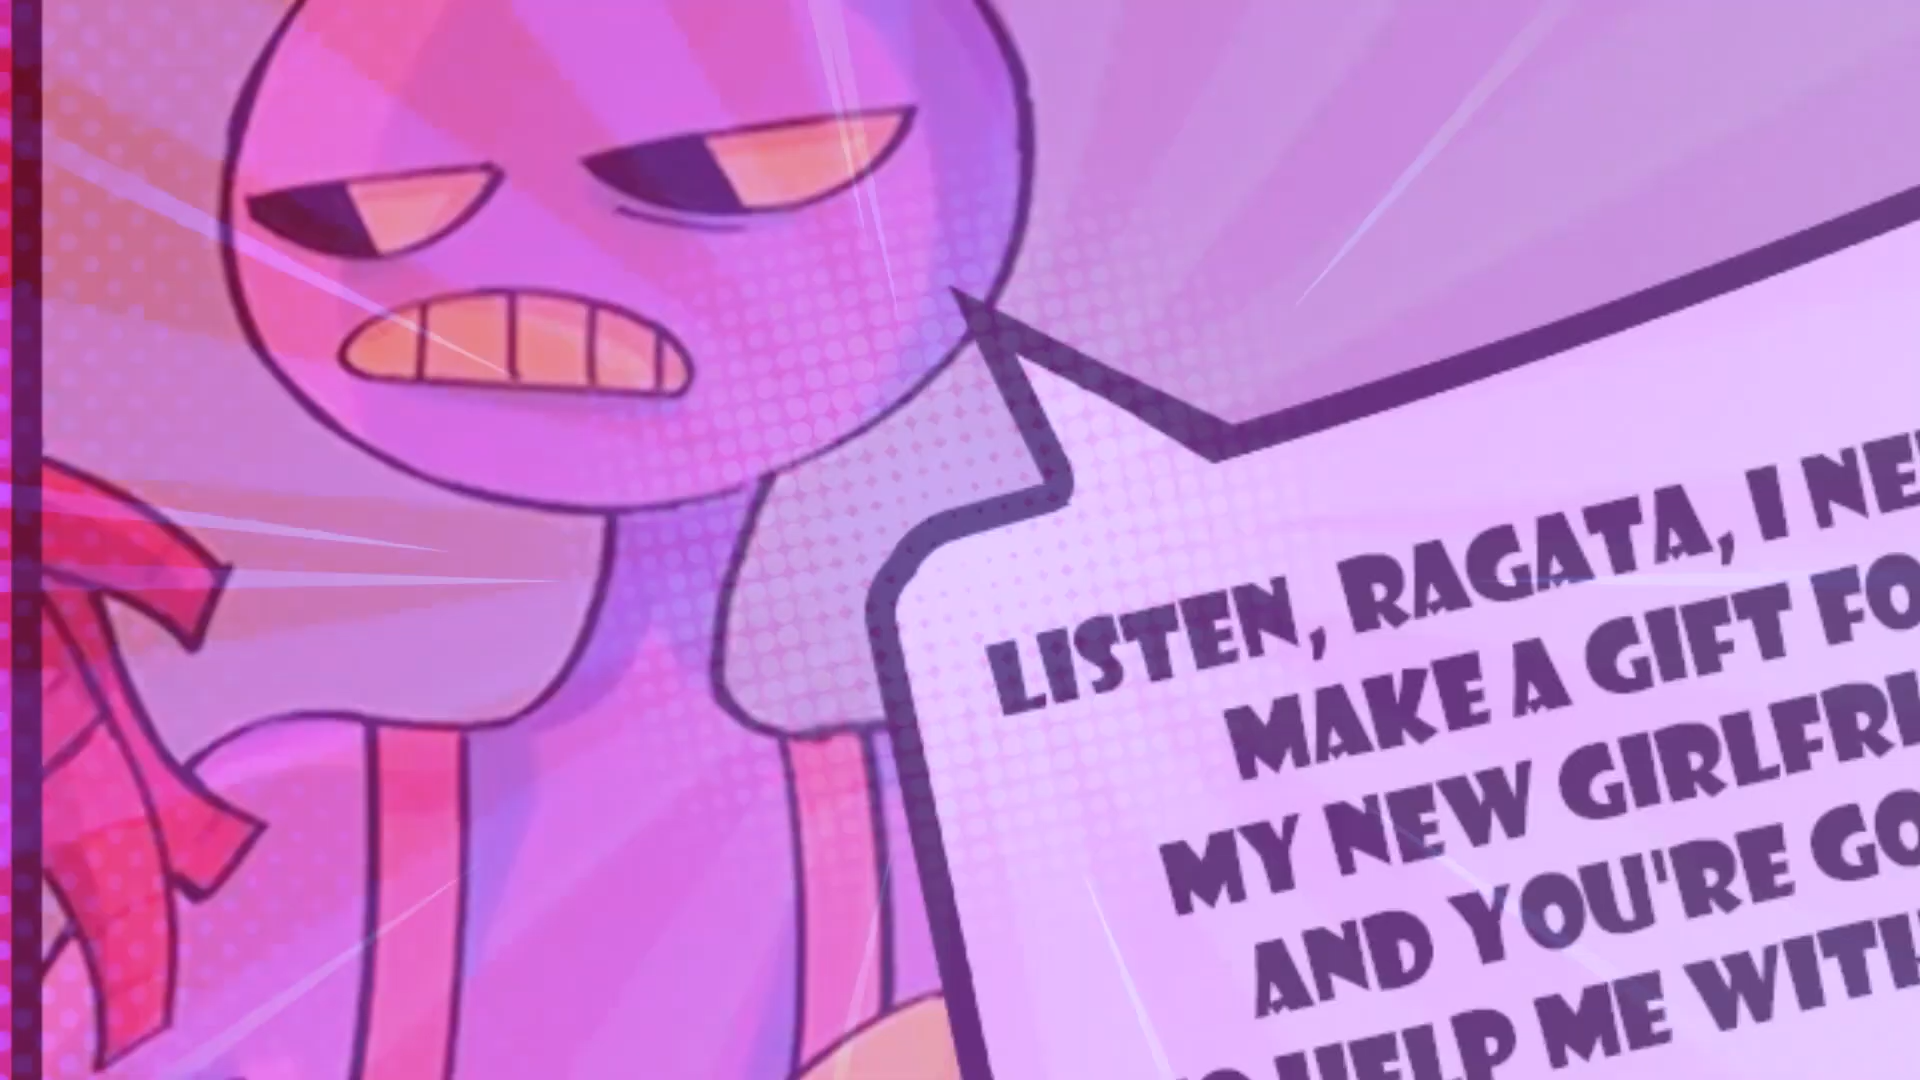 LISTEN, RAGATA, I NE
MAKE A GIFT FO
MY NEW GIRLFRI
AND YOU'RE GO
HELP ME WITH